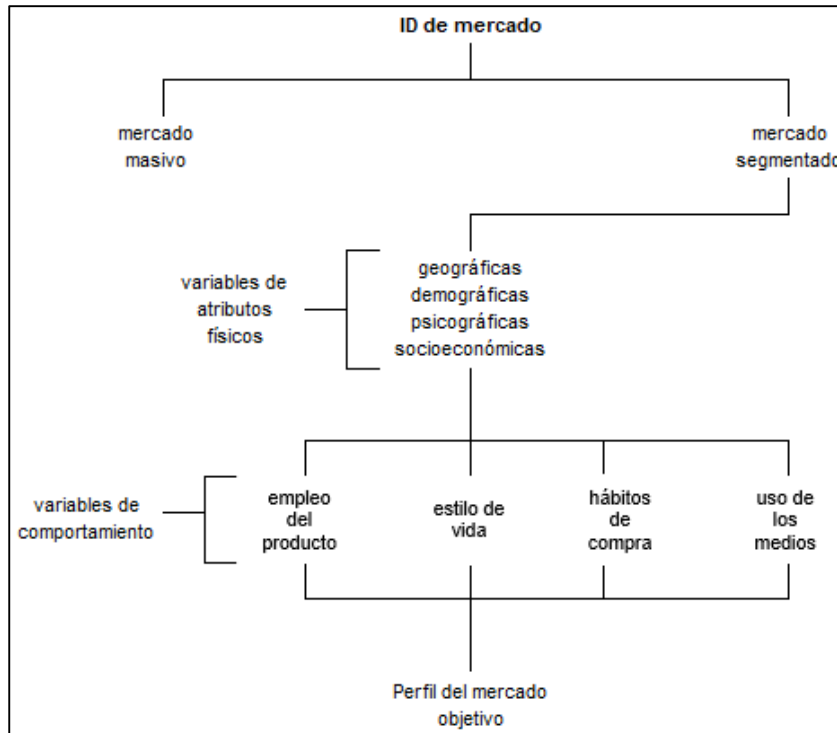 ID de mercado
mercado
masivo
mercado
segmentado
variables de
atributos
físicos
geográficas
demográficas
psicográficas
socioeconómicas
variables de
comportamiento
empleo
del
producto
estilo de
vida
hábitos
de
compra
uso de
los
medios
Perfil del mercado
objetivo